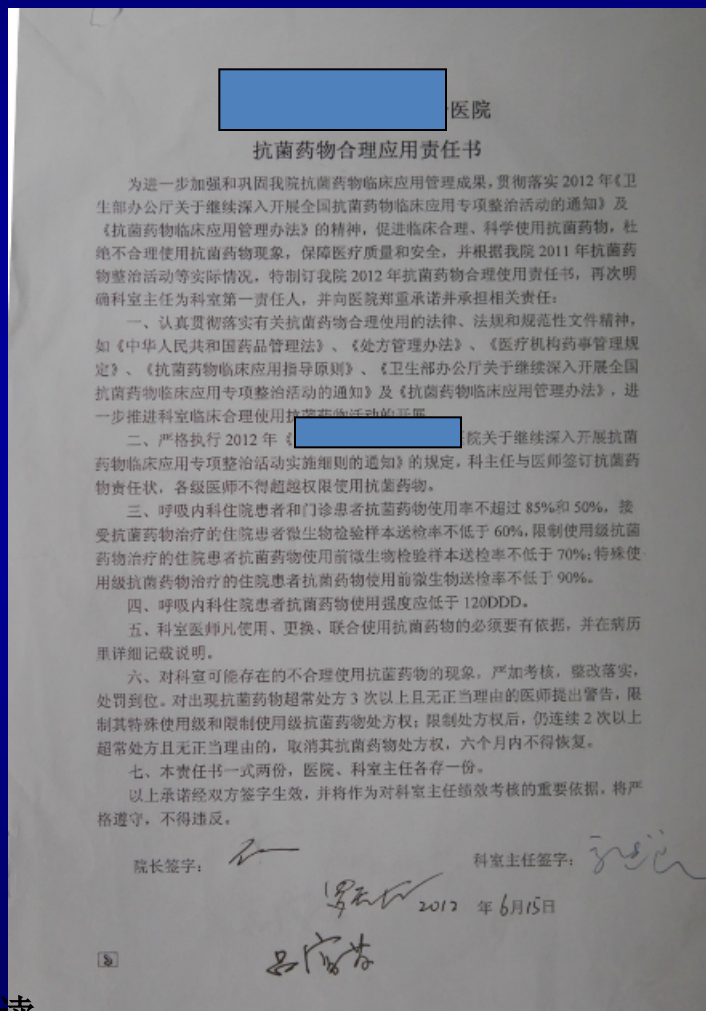 医院
抗菌药物合理应用责任书
为进一步加强和巩固我院抗菌药物临床应用管理成果，贯彻落实2012年《卫
生部办公厅关于继续深入开展全国抗菌药物临床应用专项整治活动的通知》及
《抗菌药物临床应用管理办法》的精神，促进临床合理、科学使用抗菌药物，杜
绝不合理使用抗菌药物现象，保障医疗质量和安全，并根据我院2011年抗菌药
物整治活动等实际情况，特制订我院2012年抗菌药物合理使用责任书，再次明
确科室主任为科室第一责任人，并向医院郑重承诺并承担相关责任：
一、认真贯彻落实有关抗菌药物合理使用的法律、法规和规范性文件精神，
如《中华人民共和国药品管理法》、《处方管理办法》、《医疗机构药事管理规
定》、《抗菌药物临床应用指导原则》、《卫生部办公厅关于继续深入开展全国
抗菌药物临床应用专项整治活动的通知》及《抗菌药物临床应用管理办法》，进
一步推进科室临床合理使用抗菌药物活动的开展
二、严格执行2012年《 院关于继续深入开展抗菌
药物临床应用专项整治活动实施细则的通知》的规定，科主任与医师签订抗菌药
物责任状，各级医师不得超越权限使用抗菌药物。
三、呼吸内科住院患者和门诊患者抗菌药物使用率不超过85%和50%，接
受抗菌药物治疗的住院患者微生物检验样本送检率不低于60%，限制使用级抗菌
药物治疗的住院患者抗菌药物使用前微生物检验样本送检率不低于70%；特殊使
用级抗菌药物治疗的住院患者抗菌药物使用前微生物送检率不低于90%。
四、呼吸内科住院患者抗菌药物使用强度应低于120DDD。
五、科室医师凡使用、更换、联合使用抗菌药物的必须要有依据，并在病历
里详细记载说明。
六、对科室可能存在的不合理使用抗菌药物的现象，严加考核，整改落实，
处罚到位。对出现抗菌药物超常处方3次以上且无正当理由的医师提出警告，限
制其特殊使用级和限制使用级抗菌药物处方权；限制处方权后，仍连续2次以上
超常处方且无正当理由的，取消其抗菌药物处方权，六个月内不得恢复。
七、本责任书一式两份，医院、科室主任各存一份。
以上承诺经双方签字生效，并将作为对科室主任绩效考核的重要依据，将严
格遵守，不得违反。
院长签字： 科室主任签字：
2012 年6月15日